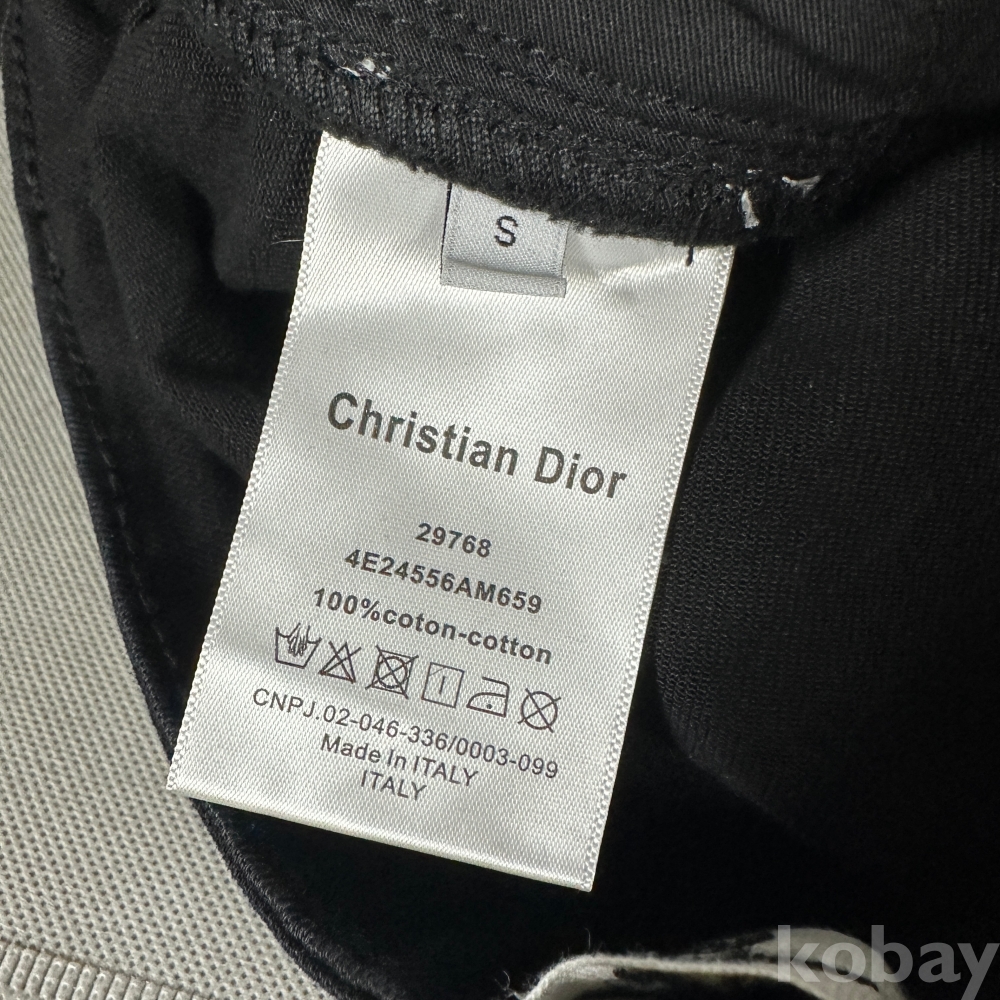 S
Christian Dior
29768
4E24556AM659
100%coton-cotton
CNPJ.02-046-336/0003-099
Made In ITALY
ITALY
kobay